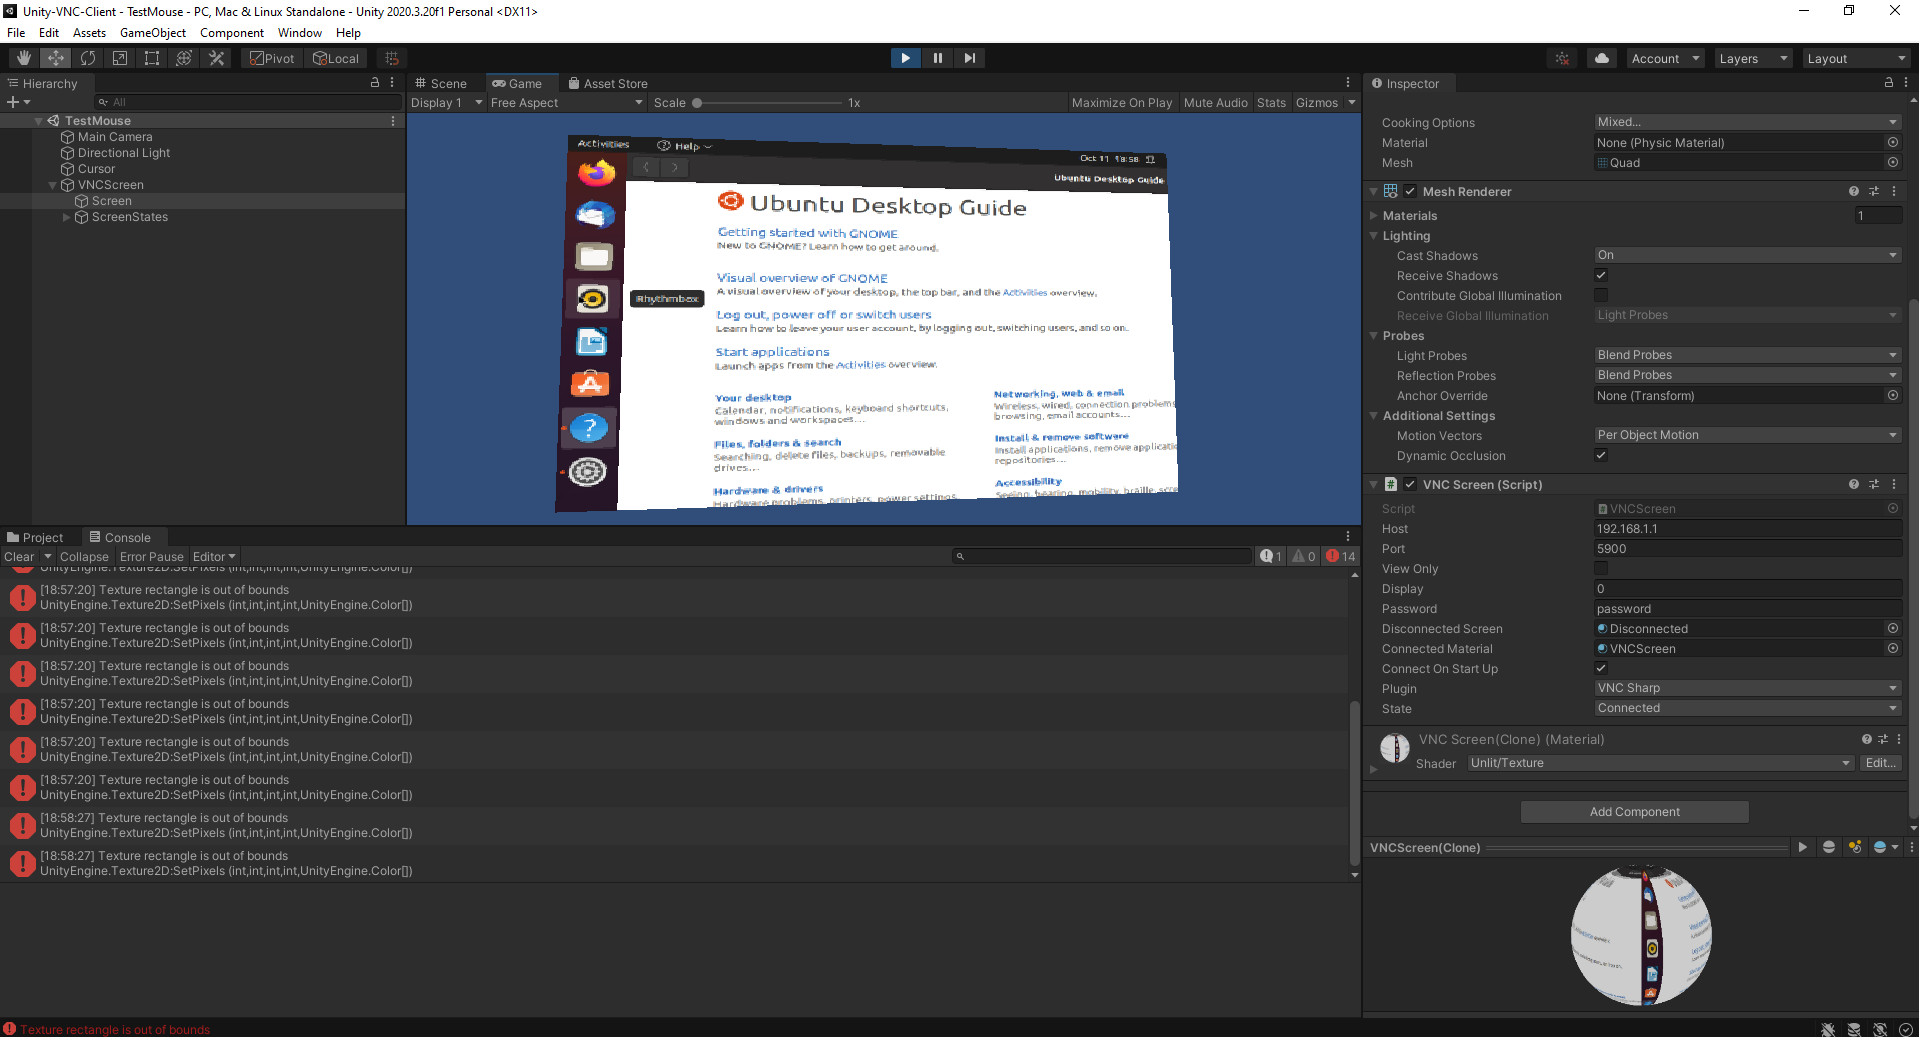 Unity-VNC-Client - TestMouse - PC, Mac & Linux Standalone - Unity 2020.3.20f1 Personal <DX11>
File Edit Assets GameObject Component Window Help
Pivot Local Account Layers Layout
Hierarchy
All
TestMouse
Main Camera
Directional Light
Cursor
VNCScreen
Screen
ScreenStates
Scene Game Asset Store
Display 1 Free Aspect Scale 1x Maximize On Play Mute Audio Stats Gizmos
Activities Help Oct 11 18:58
Ubuntu Desktop Guide
Ubuntu Desktop Guide
Getting started with GNOME
New to GNOME? Learn how to get around.
Visual overview of GNOME
A visual overview of your desktop, the top bar, and the Activities overview.
Rhythmbox
Log out, power off or switch users
Learn how to leave your user account, by logging out, switching users, and so on.
Start applications
Launch apps from the Activities overview.
Your desktop
Calendar, notifications, keyboard shortcuts,
windows and workspaces...
Files, folders & search
Searching, delete files, backups, removable
drives...
Hardware & drivers
Hardware problems, printers, power settings,
Networking, web & email
Wireless, wired, connection problems
browsing, email accounts...
Install & remove software
Install applications, remove applicatio
repositories...
Accessibility
Seeing, hearing, mobility, braille, scre
Project Console
Clear Collapse Error Pause Editor 1 0 14
UnityEngine.Texture2D:SetPixels (int,int,int,int,UnityEngine.Color[])
[18:57:20] Texture rectangle is out of bounds
UnityEngine.Texture2D:SetPixels (int,int,int,int,UnityEngine.Color[])
[18:57:20] Texture rectangle is out of bounds
UnityEngine.Texture2D:SetPixels (int,int,int,int,UnityEngine.Color[])
[18:57:20] Texture rectangle is out of bounds
UnityEngine.Texture2D:SetPixels (int,int,int,int,UnityEngine.Color[])
[18:57:20] Texture rectangle is out of bounds
UnityEngine.Texture2D:SetPixels (int,int,int,int,UnityEngine.Color[])
[18:57:20] Texture rectangle is out of bounds
UnityEngine.Texture2D:SetPixels (int,int,int,int,UnityEngine.Color[])
[18:57:20] Texture rectangle is out of bounds
UnityEngine.Texture2D:SetPixels (int,int,int,int,UnityEngine.Color[])
[18:58:27] Texture rectangle is out of bounds
UnityEngine.Texture2D:SetPixels (int,int,int,int,UnityEngine.Color[])
[18:58:27] Texture rectangle is out of bounds
UnityEngine.Texture2D:SetPixels (int,int,int,int,UnityEngine.Color[])
Texture rectangle is out of bounds
Inspector
Cooking Options Mixed...
Material None (Physic Material)
Mesh Quad
Mesh Renderer
Materials 1
Lighting
Cast Shadows On
Receive Shadows
Contribute Global Illumination
Receive Global Illumination Light Probes
Probes
Light Probes Blend Probes
Reflection Probes Blend Probes
Anchor Override None (Transform)
Additional Settings
Motion Vectors Per Object Motion
Dynamic Occlusion
VNC Screen (Script)
Script VNCScreen
Host 192.168.1.1
Port 5900
View Only
Display 0
Password password
Disconnected Screen Disconnected
Connected Material VNCScreen
Connect On Start Up
Plugin VNC Sharp
State Connected
VNC Screen(Clone) (Material)
Shader Unlit/Texture Edit...
Add Component
VNCScreen(Clone)